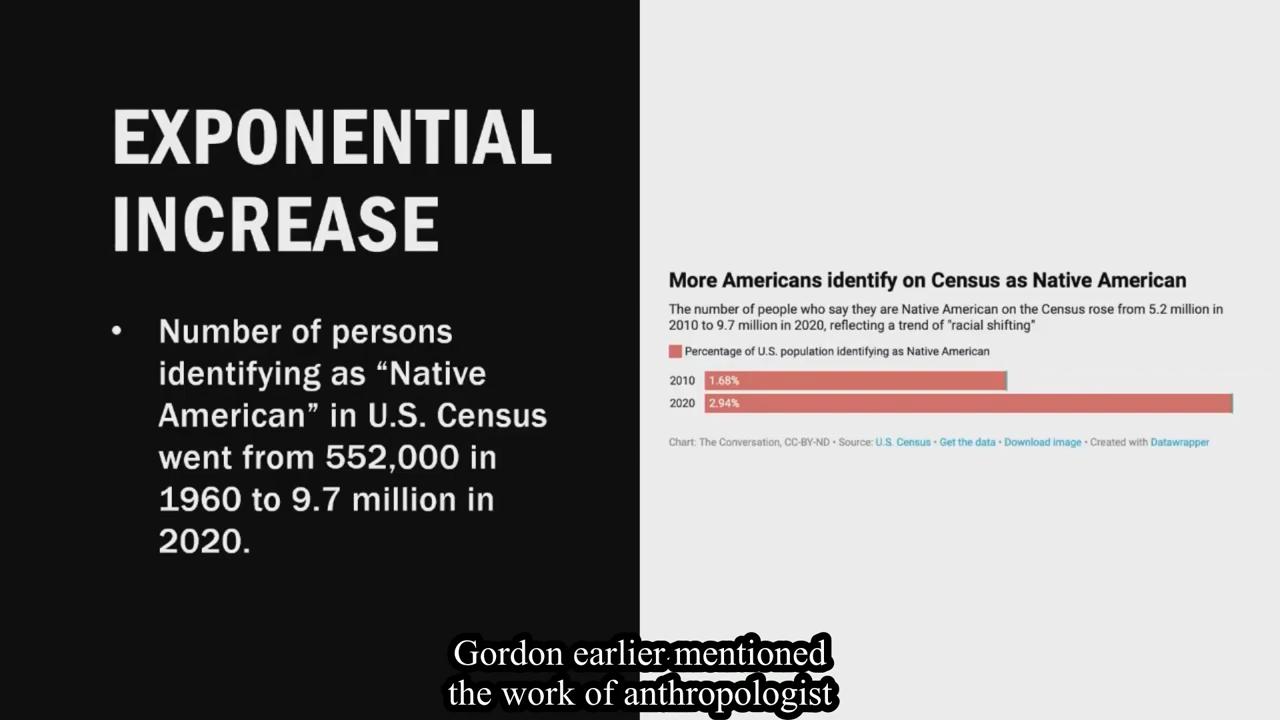 EXPONENTIAL
INCREASE
• Number of persons
identifying as “Native
American” in U.S. Census
went from 552,000 in
1960 to 9.7 million in
2020.
More Americans identify on Census as Native American
The number of people who say they are Native American on the Census rose from 5.2 million in
2010 to 9.7 million in 2020, reflecting a trend of "racial shifting"
Percentage of U.S. population identifying as Native American
2010 1.68%
2020 2.94%
Chart: The Conversation, CC-BY-ND • Source: U.S. Census • Get the data • Download image • Created with Datawrapper
Gordon earlier mentioned
the work of anthropologist